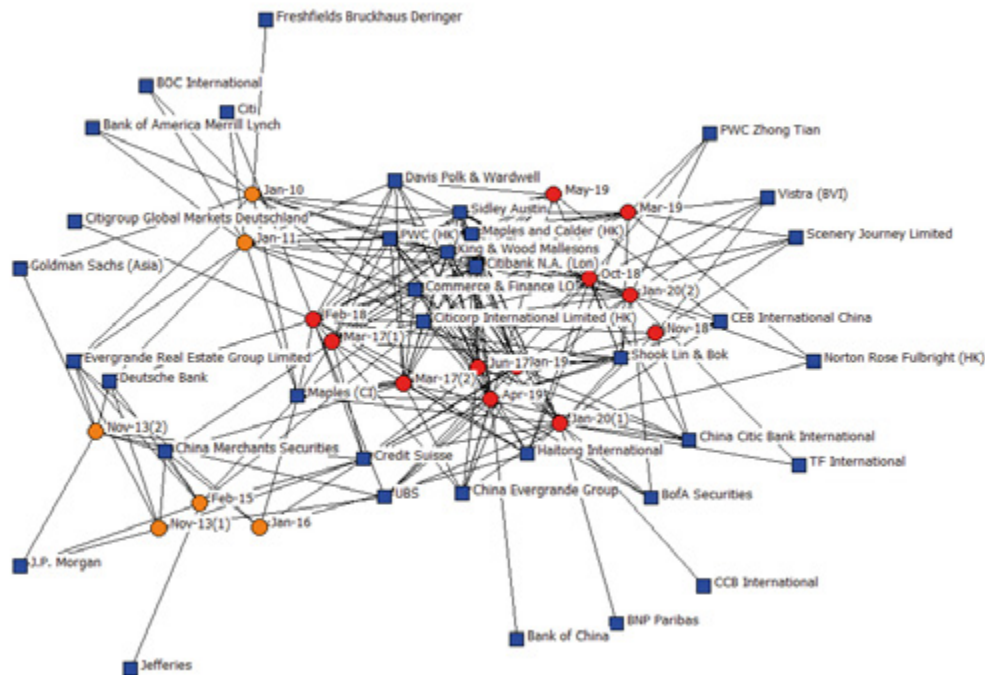 Freshfields Bruckhaus Deringer
BOC International
Citi
Bank of America Merrill Lynch
PWC Zhong Tian
Davis Polk & Wardwell
Jan-10
May-19
Vistra (BVI)
Citigroup Global Markets Deutschland
Sidley Austin
Mar-19
Jan-11
PWC (HK)
Maples and Calder (HK)
Scenery Journey Limited
King & Wood Mallesons
Goldman Sachs (Asia)
Citibank N.A. (Lon)
Oct-18
Commerce & Finance LO
Jan-20(2)
Feb-18
Citicorp International Limited (HK)
CEB International China
Mar-17(1)
Nov-18
Evergrande Real Estate Group Limited
Shook Lin & Bok
Norton Rose Fulbright (HK)
Jun-17
Jan-19
Deutsche Bank
Mar-17(2)
Maples (CI)
Apr-19
Jan-20(1)
Nov-13(2)
China Merchants Securities
Credit Suisse
Haitong International
China Citic Bank International
TF International
UBS
China Evergrande Group
BofA Securities
Feb-15
Nov-13(1)
Jan-16
J.P. Morgan
CCB International
BNP Paribas
Bank of China
Jefferies